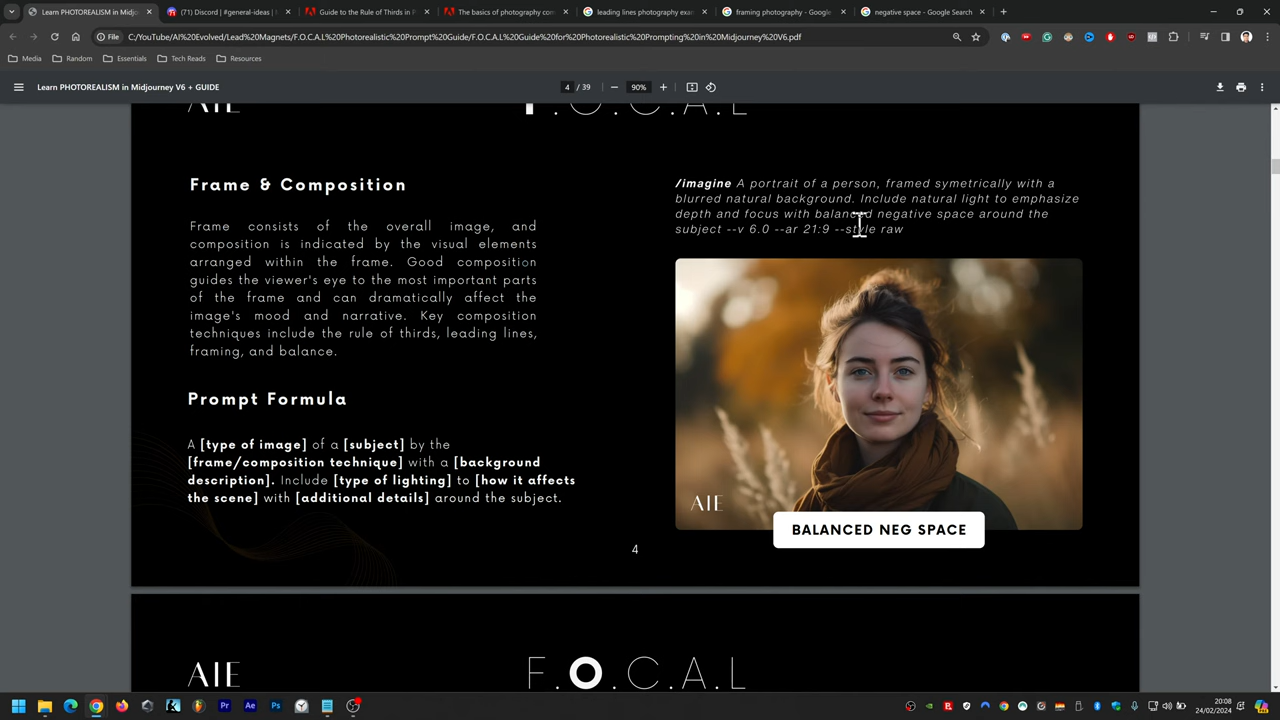 Learn PHOTOREALISM in Midjou
(71) Discord | #general-ideas |
Guide to the Rule of Thirds in P
The basics of photography com
leading lines photography exam
framing photography - Google
negative space - Google Search
File
C:/YouTube/AI%20Evolved/Lead%20Magnets/F.O.C.A.L%20Photorealistic%20Prompt%20Guide/F.O.C.A.L%20Guide%20for%20Photorealistic%20Prompting%20in%20Midjourney%20V6.pdf
Media
Random
Essentials
Tech Reads
Resources
Learn PHOTOREALISM in Midjourney V6 + GUIDE
4 / 39
90%
AIE
F.O.C.A.L
Frame & Composition
Frame consists of the overall image, and
composition is indicated by the visual elements
arranged within the frame. Good composition
guides the viewer's eye to the most important parts
of the frame and can dramatically affect the
image's mood and narrative. Key composition
techniques include the rule of thirds, leading lines,
framing, and balance.
Prompt Formula
A [type of image] of a [subject] by the
[frame/composition technique] with a [background
description]. Include [type of lighting] to [how it affects
the scene] with [additional details] around the subject.
/imagine A portrait of a person, framed symetrically with a
blurred natural background. Include natural light to emphasize
depth and focus with balanced negative space around the
subject --v 6.0 --ar 21:9 --style raw
AIE
BALANCED NEG SPACE
4
AIE
F.O.C.A.L
Pr
Ae
Ps
20:08
24/02/2024